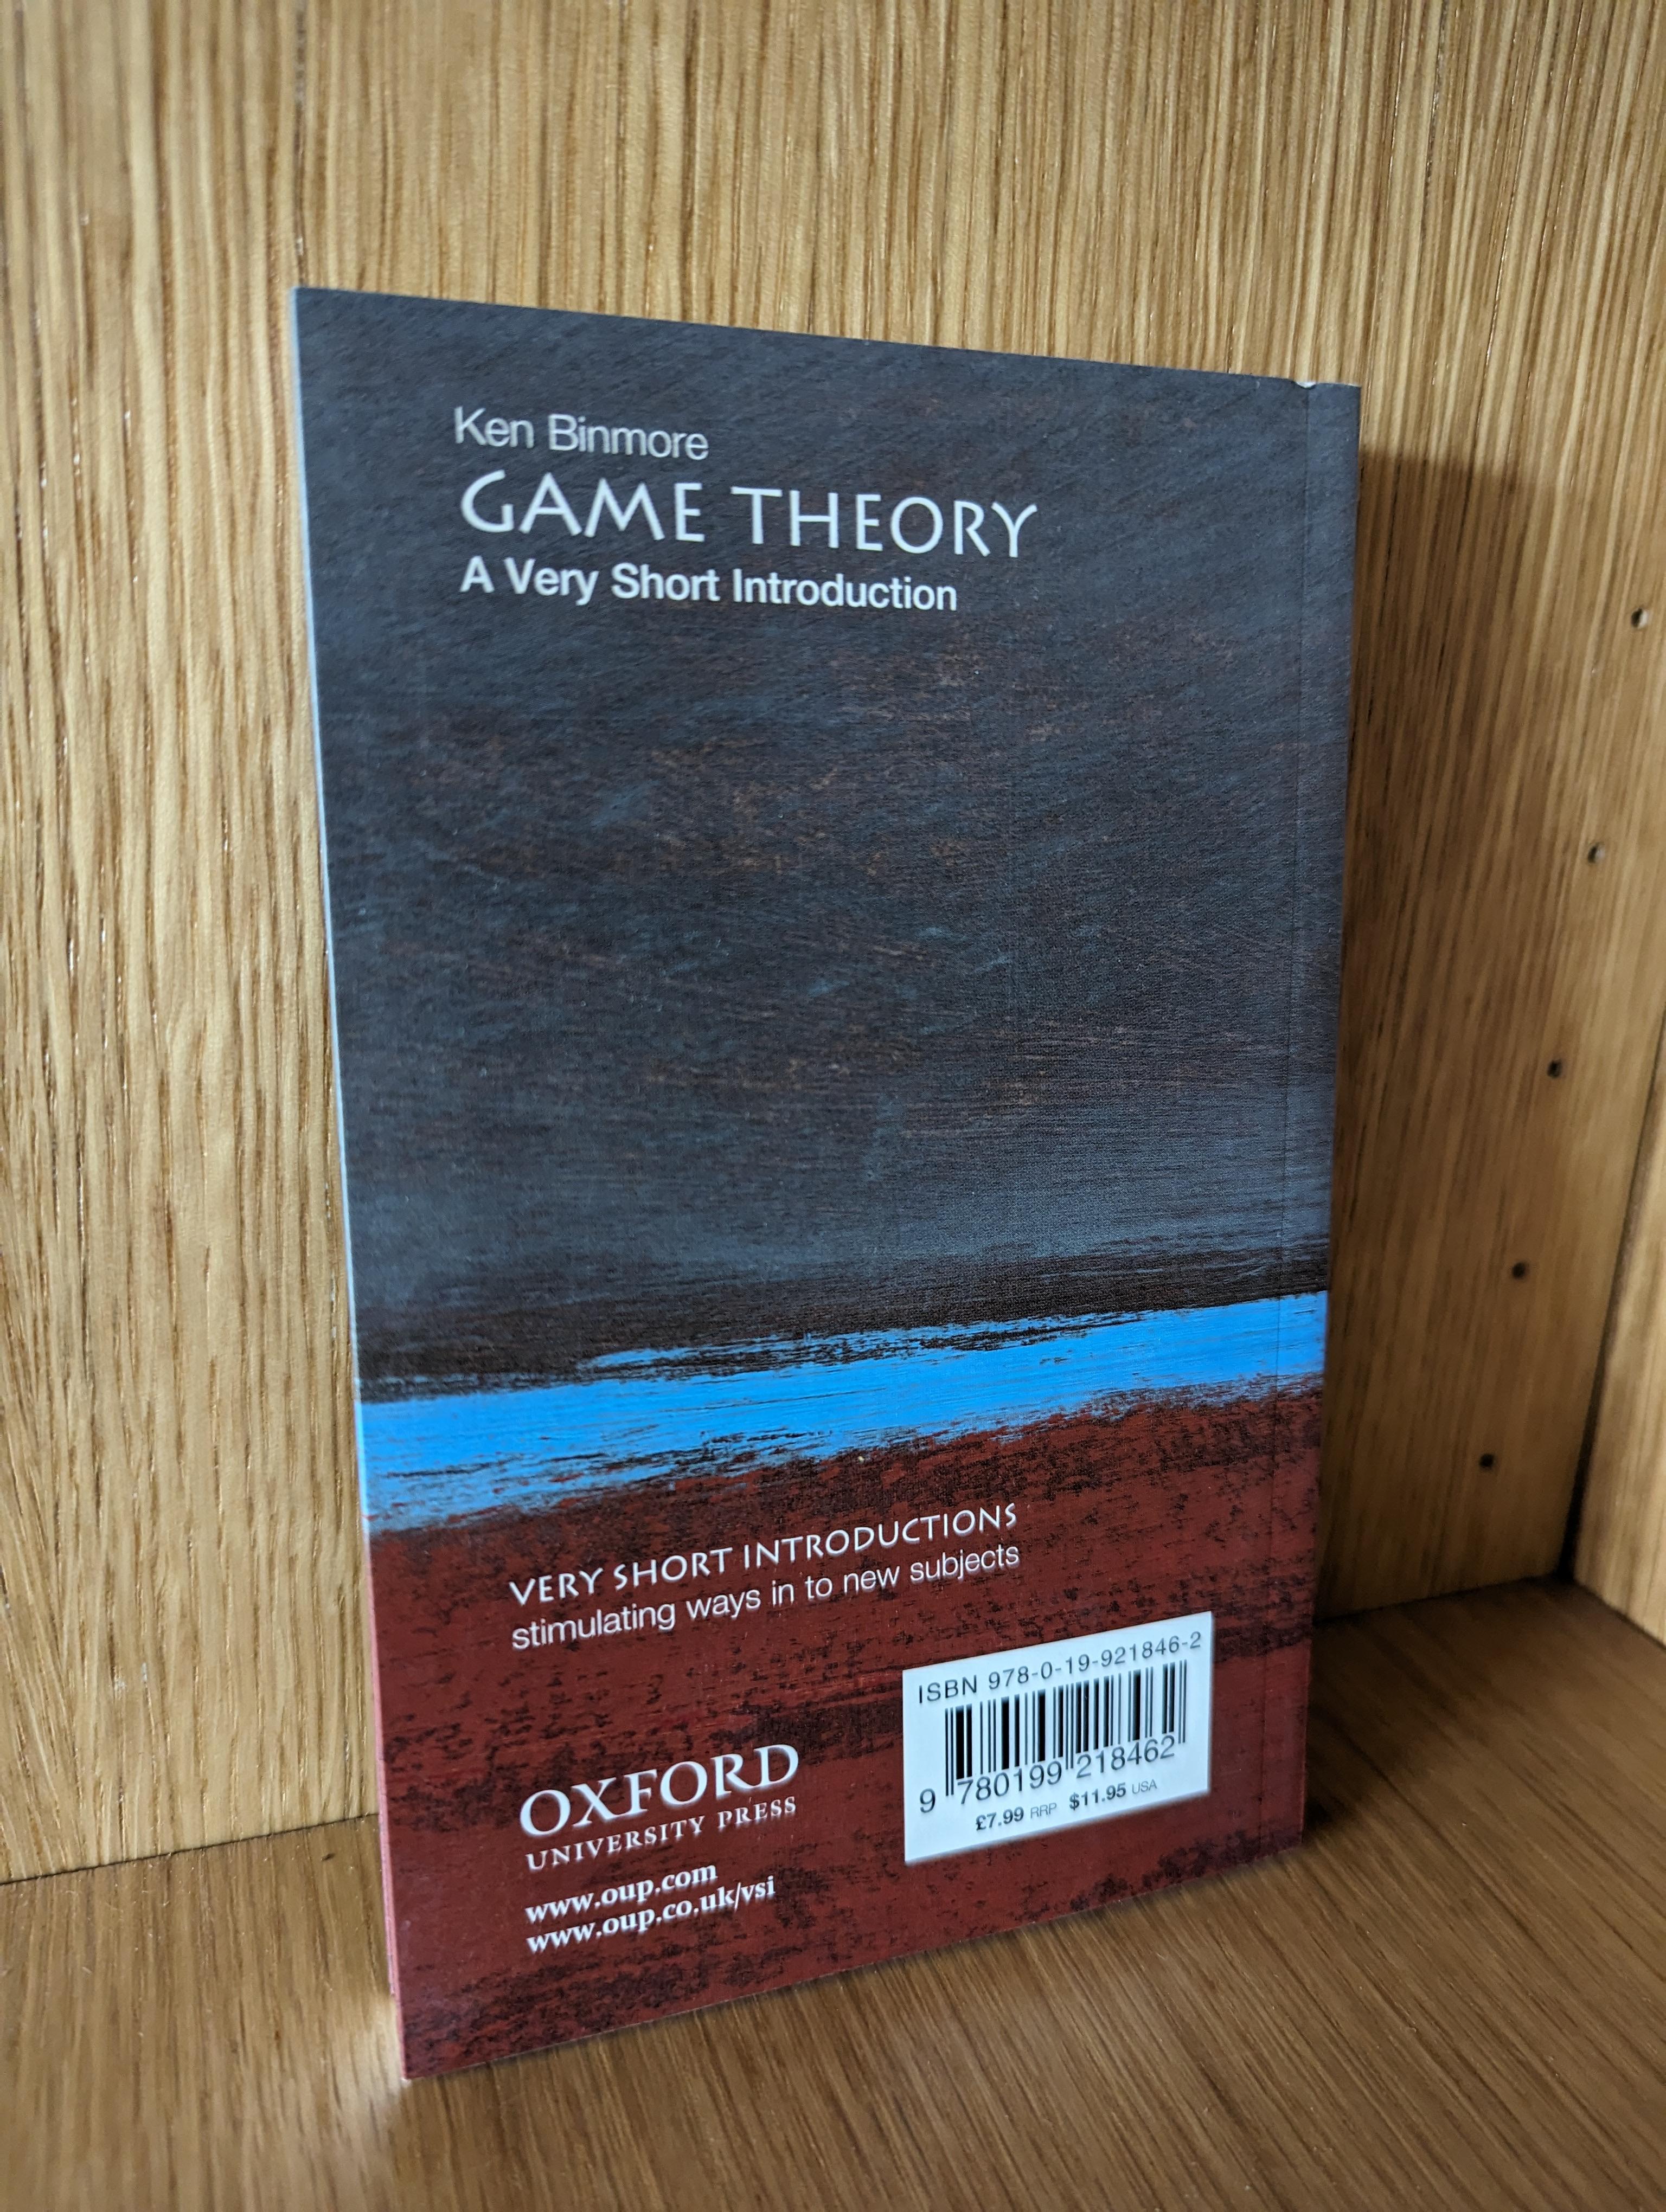 Ken Binmore
GAME THEORY
A Very Short Introduction
VERY SHORT INTRODUCTIONS
stimulating ways in to new subjects
ISBN 978-0-19-921846-2
9 780199 218462
£7.99 RRP $11.95 USA
OXFORD
UNIVERSITY PRESS
www.oup.com
www.oup.co.uk/vsi